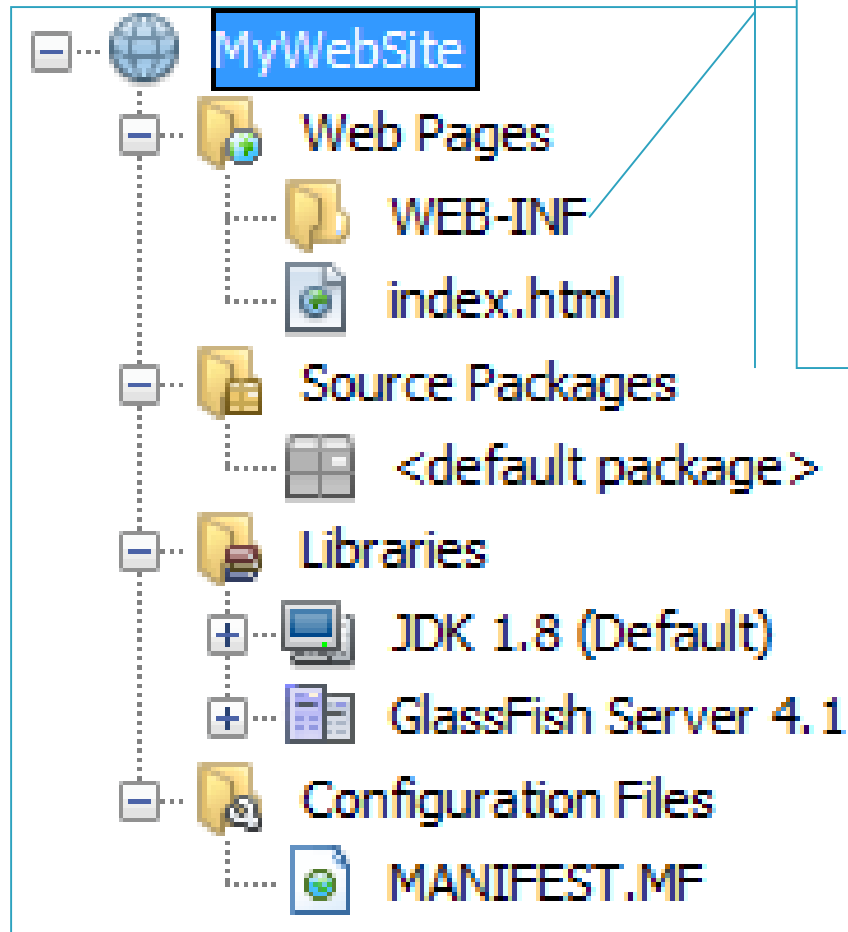 MyWebSite
Web Pages
WEB-INF
index.html
Source Packages
<default package>
Libraries
JDK 1.8 (Default)
GlassFish Server 4.1
Configuration Files
MANIFEST.MF